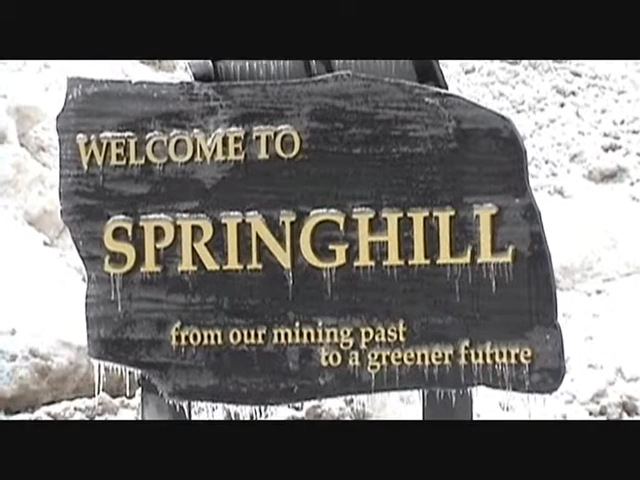 WELCOME TO
SPRINGHILL
from our mining past
to a greener future